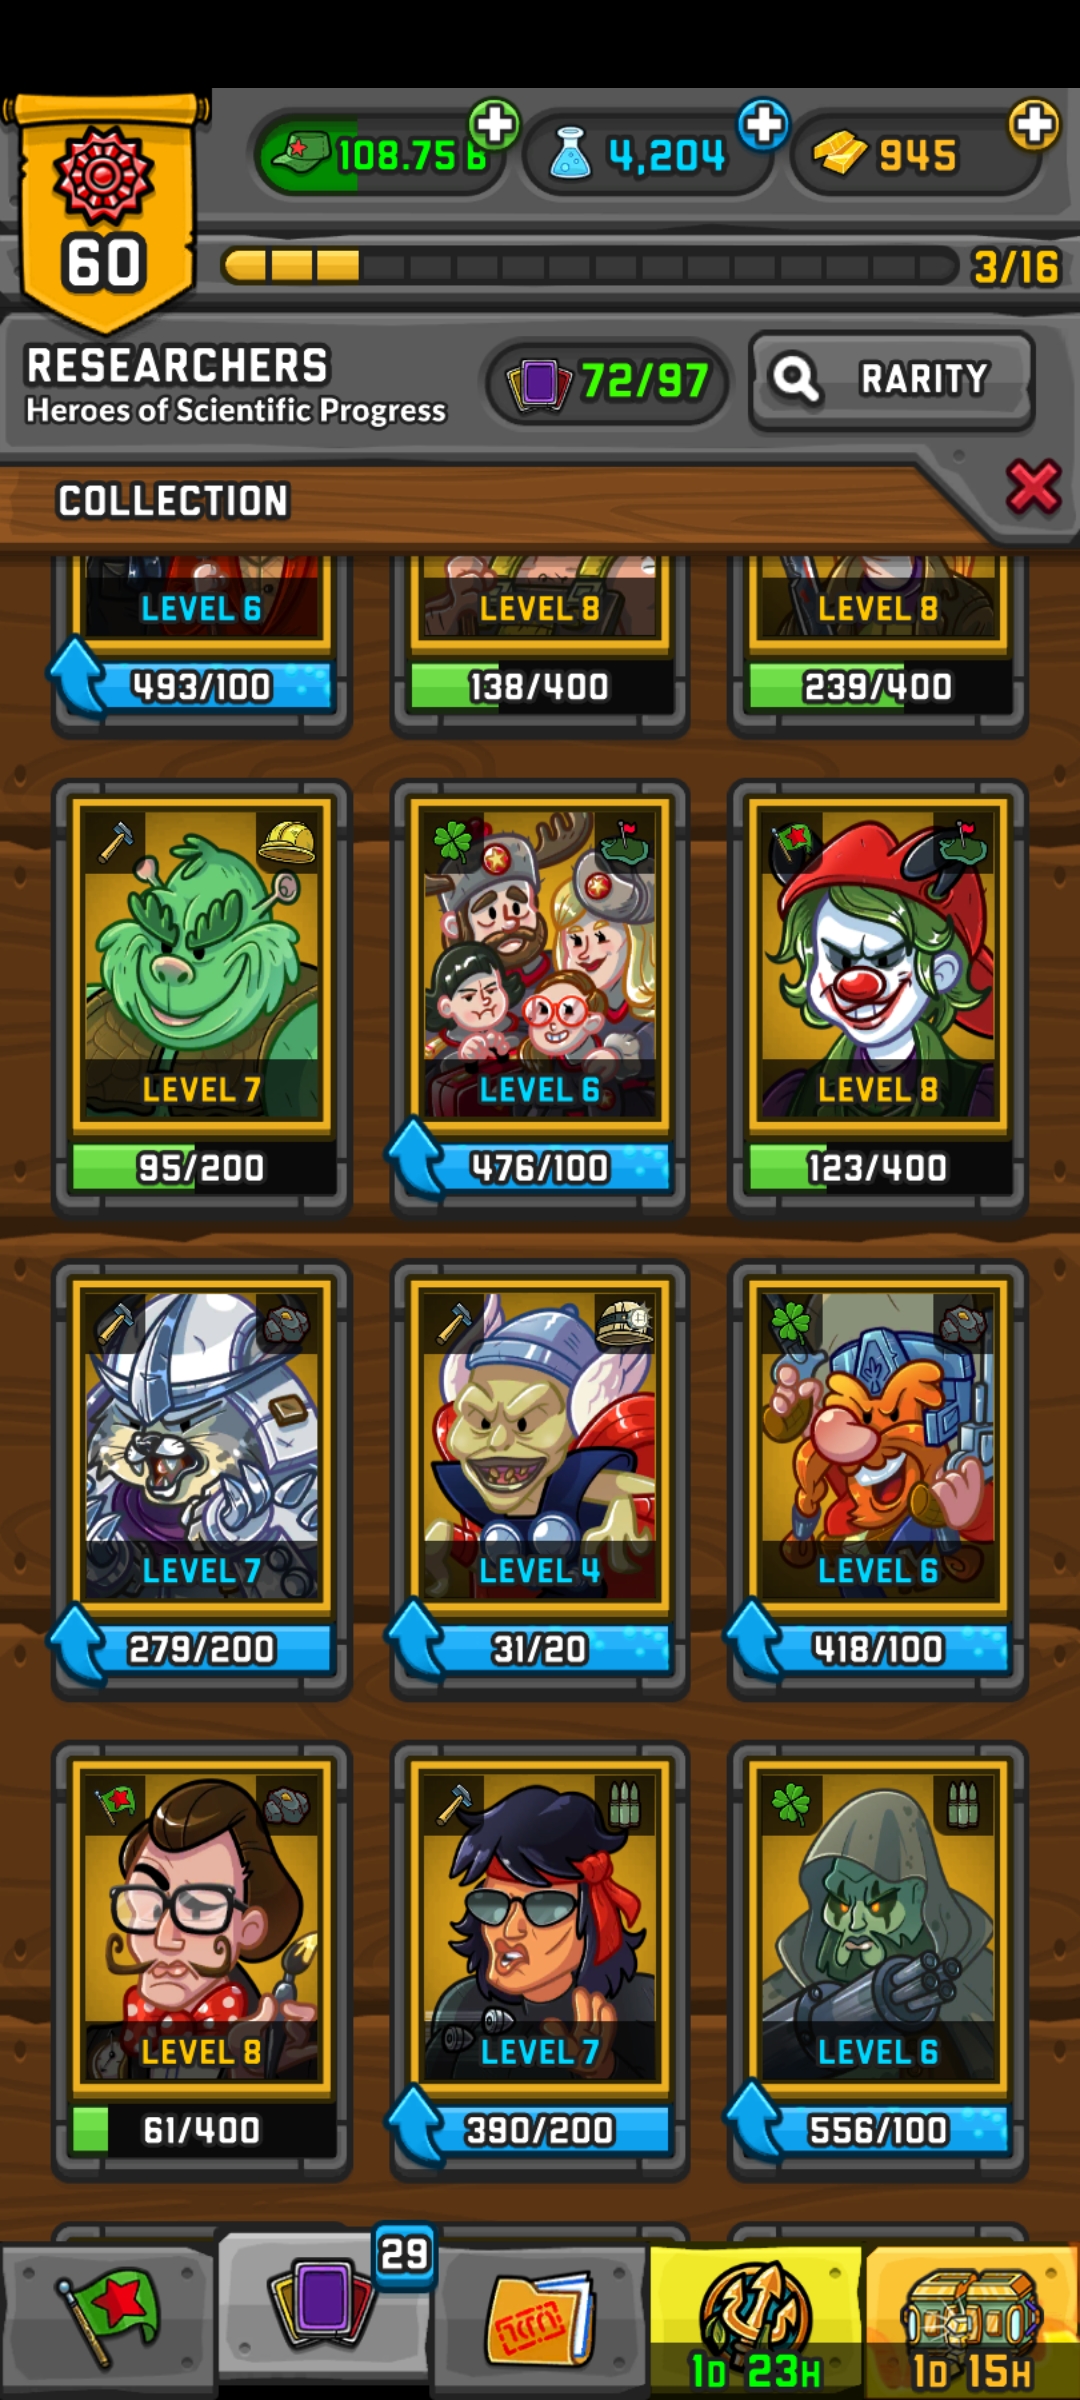 108.75 B
4,204
945
60
3/16
RESEARCHERS
Heroes of Scientific Progress
72/97
RARITY
COLLECTION
LEVEL 6
LEVEL 8
LEVEL 8
493/100
138/400
239/400
LEVEL 7
LEVEL 6
LEVEL 8
95/200
476/100
123/400
LEVEL 7
LEVEL 4
LEVEL 6
279/200
31/20
418/100
LEVEL 8
LEVEL 7
LEVEL 6
61/400
390/200
556/100
29
1D 23H
1D 15H